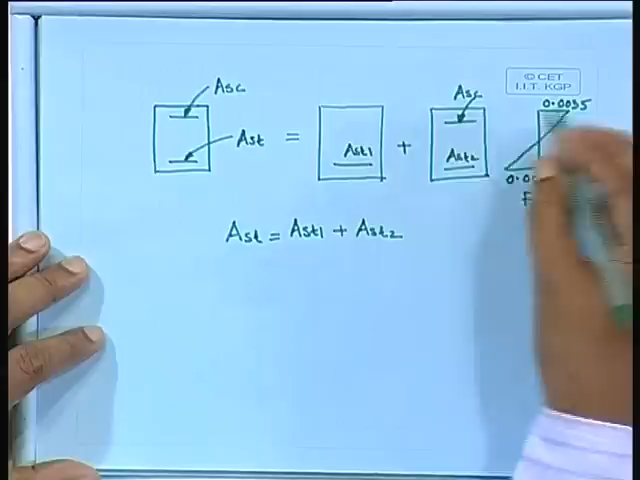 © CET
I.I.T. KGP
Asc
Asc
0.0035
Ast
=
Ast1
+
Ast2
Ast = Ast1 + Ast2